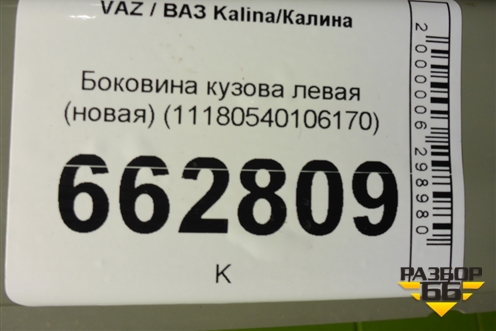 VAZ / ВАЗ Kalina/Калина
Боковина кузова левая
(новая) (11180540106170)
662809
K
2000006298980
РАЗБОР
66